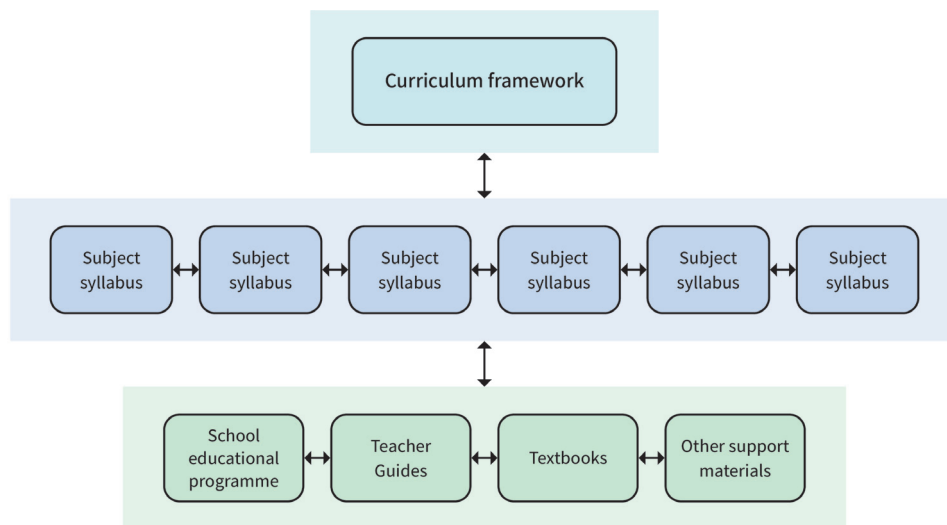 Curriculum framework
Subject
syllabus
Subject
syllabus
Subject
syllabus
Subject
syllabus
Subject
syllabus
Subject
syllabus
School
educational
programme
Teacher
Guides
Textbooks
Other support
materials